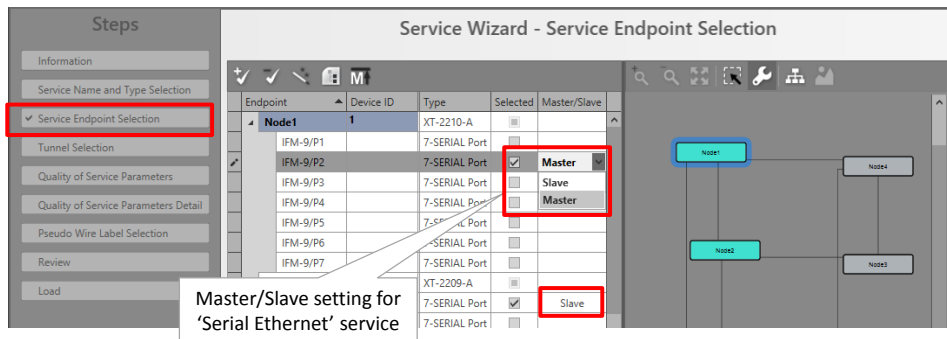 Steps
Service Wizard - Service Endpoint Selection
Information
Service Name and Type Selection
Service Endpoint Selection
Tunnel Selection
Quality of Service Parameters
Quality of Service Parameters Detail
Pseudo Wire Label Selection
Review
Load
M
Endpoint Device ID Type Selected Master/Slave
Node1 1 XT-2210-A
IFM-9/P1 7-SERIAL Port
IFM-9/P2 7-SERIAL Port Master
IFM-9/P3 7-SERIAL Port Slave
IFM-9/P4 7-SERIAL Port Master
IFM-9/P5 Port
IFM-9/P6 7-SERIAL Port
IFM-9/P7 7-SERIAL Port
XT-2209-A
7-SERIAL Port Slave
7-SERIAL Port
Master/Slave setting for
‘Serial Ethernet’ service
Node1
Node4
Node2
Node3